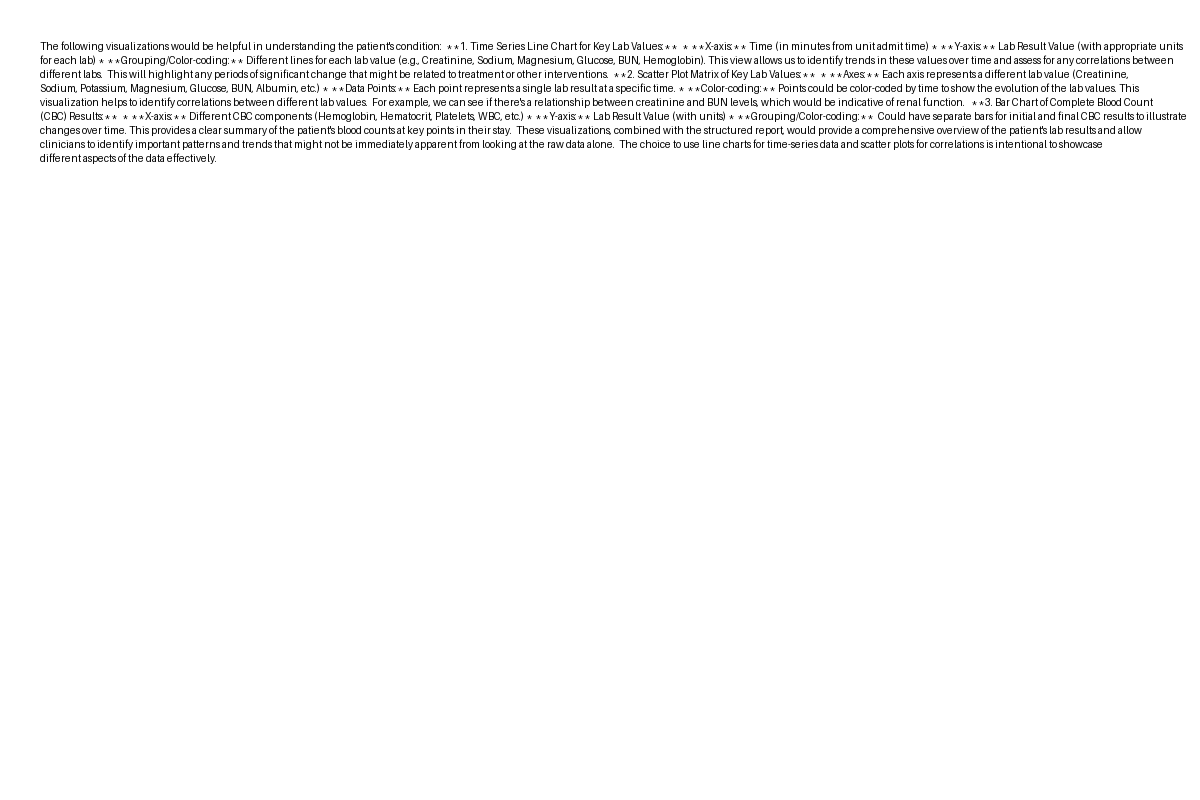 The following visualizations would be helpful in understanding the patient's condition:  **1. Time Series Line Chart for Key Lab Values:**  * **X-axis:** Time (in minutes from unit admit time) * **Y-axis:** Lab Result Value (with appropriate units
for each lab) * **Grouping/Color-coding:** Different lines for each lab value (e.g., Creatinine, Sodium, Magnesium, Glucose, BUN, Hemoglobin). This view allows us to identify trends in these values over time and assess for any correlations between
different labs.  This will highlight any periods of significant change that might be related to treatment or other interventions.  **2. Scatter Plot Matrix of Key Lab Values:**  * **Axes:** Each axis represents a different lab value (Creatinine,
Sodium, Potassium, Magnesium, Glucose, BUN, Albumin, etc.) * **Data Points:** Each point represents a single lab result at a specific time. * **Color-coding:** Points could be color-coded by time to show the evolution of the lab values.  This
visualization helps to identify correlations between different lab values.  For example, we can see if there's a relationship between creatinine and BUN levels, which would be indicative of renal function.   **3. Bar Chart of Complete Blood Count
(CBC) Results:**  * **X-axis:** Different CBC components (Hemoglobin, Hematocrit, Platelets, WBC, etc.) * **Y-axis:** Lab Result Value (with units) * **Grouping/Color-coding:**  Could have separate bars for initial and final CBC results to illustrate
changes over time. This provides a clear summary of the patient's blood counts at key points in their stay.  These visualizations, combined with the structured report, would provide a comprehensive overview of the patient's lab results and allow
clinicians to identify important patterns and trends that might not be immediately apparent from looking at the raw data alone.  The choice to use line charts for time-series data and scatter plots for correlations is intentional to showcase
different aspects of the data effectively.